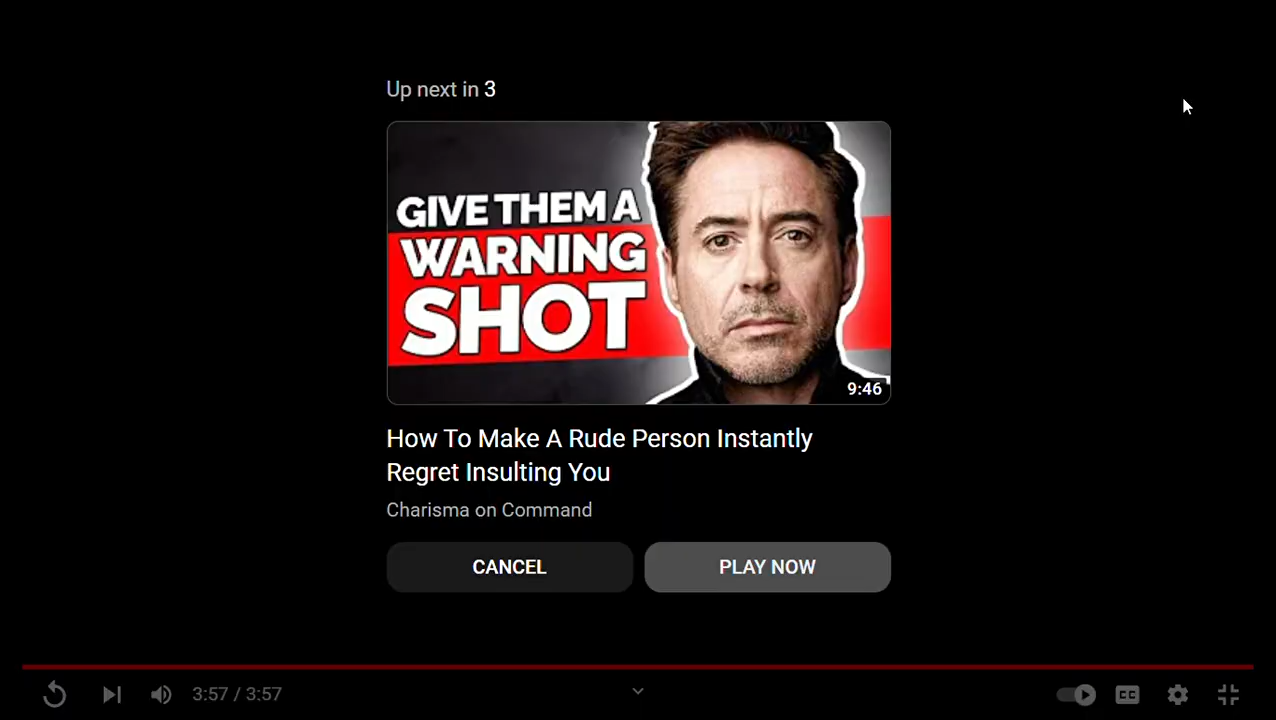 Up next in 3
GIVE THEM A
WARNING
SHOT
9:46
How To Make A Rude Person Instantly
Regret Insulting You
Charisma on Command
CANCEL
PLAY NOW
3:57 / 3:57
CC